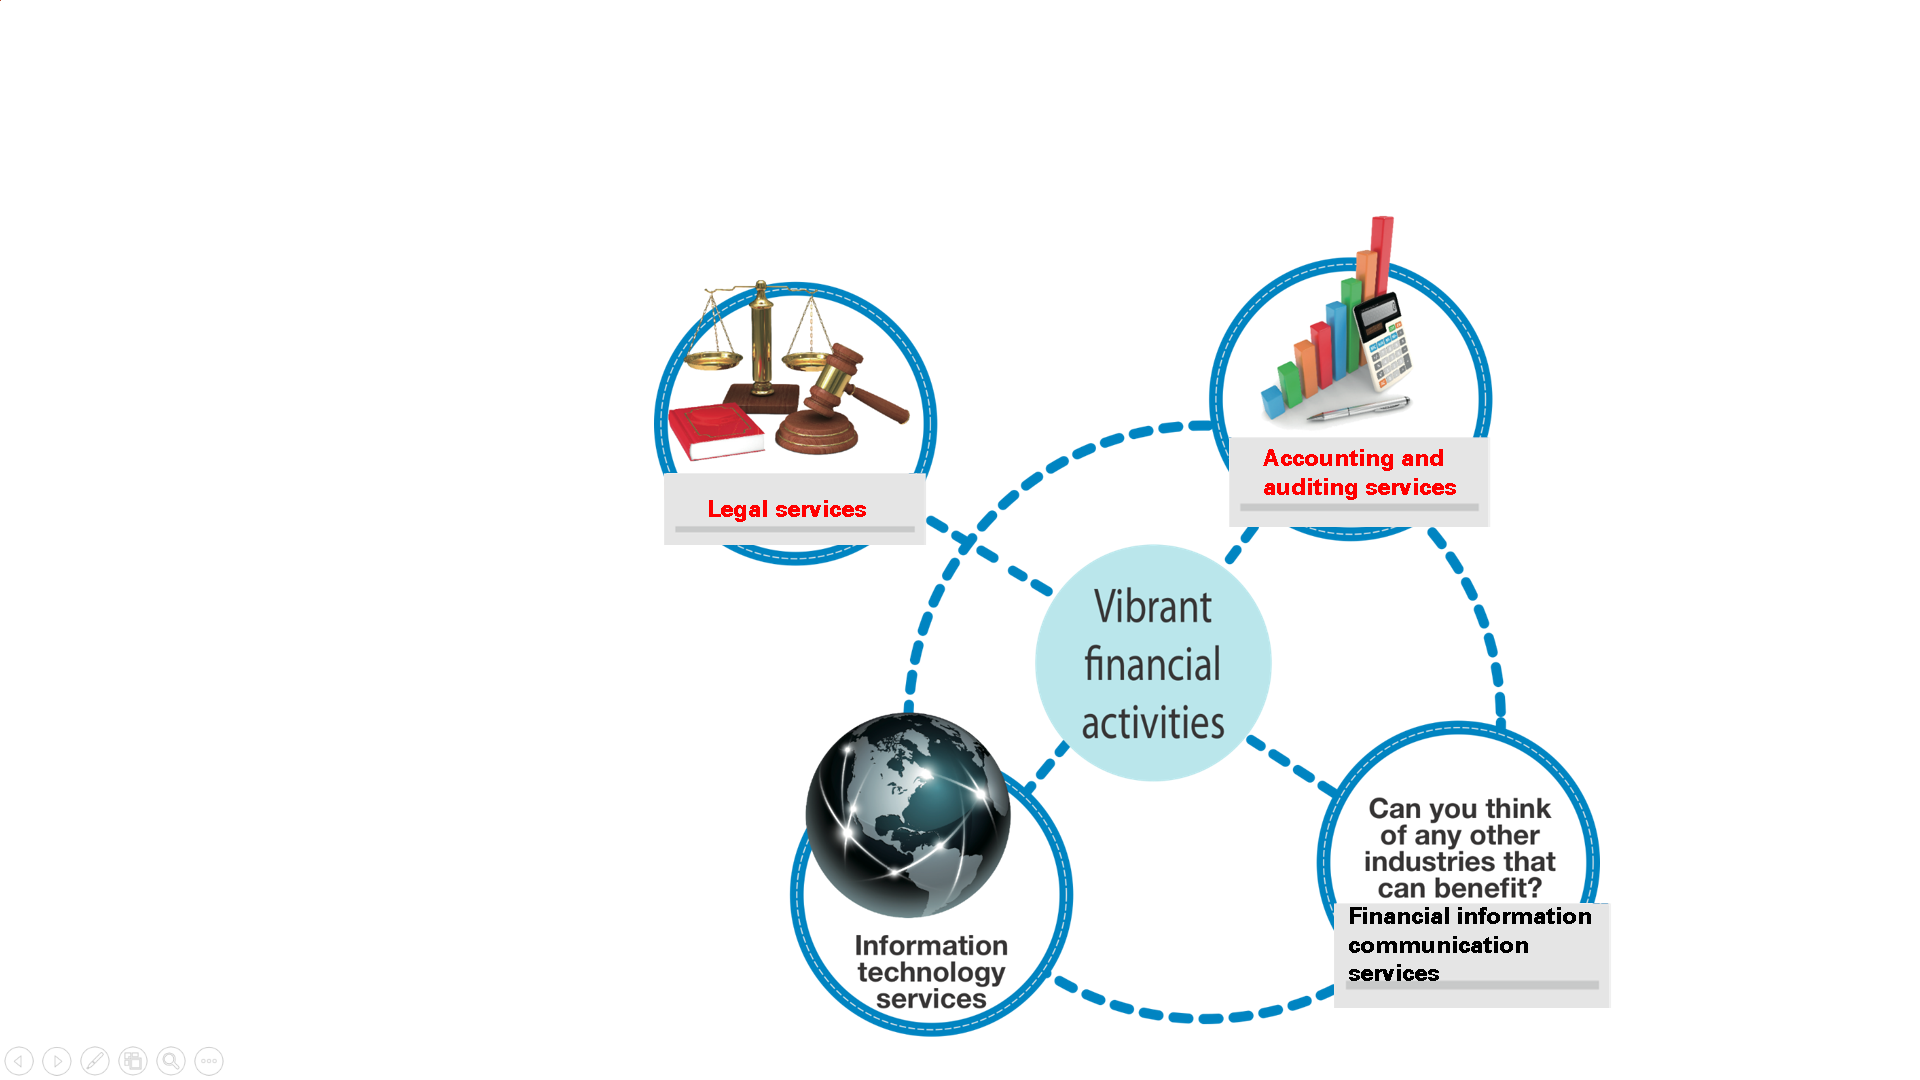 Legal services
Accounting and
auditing services
Vibrant
financial
activities
Information
technology
services
Can you think
of any other
industries that
can benefit?
Financial information
communication
services